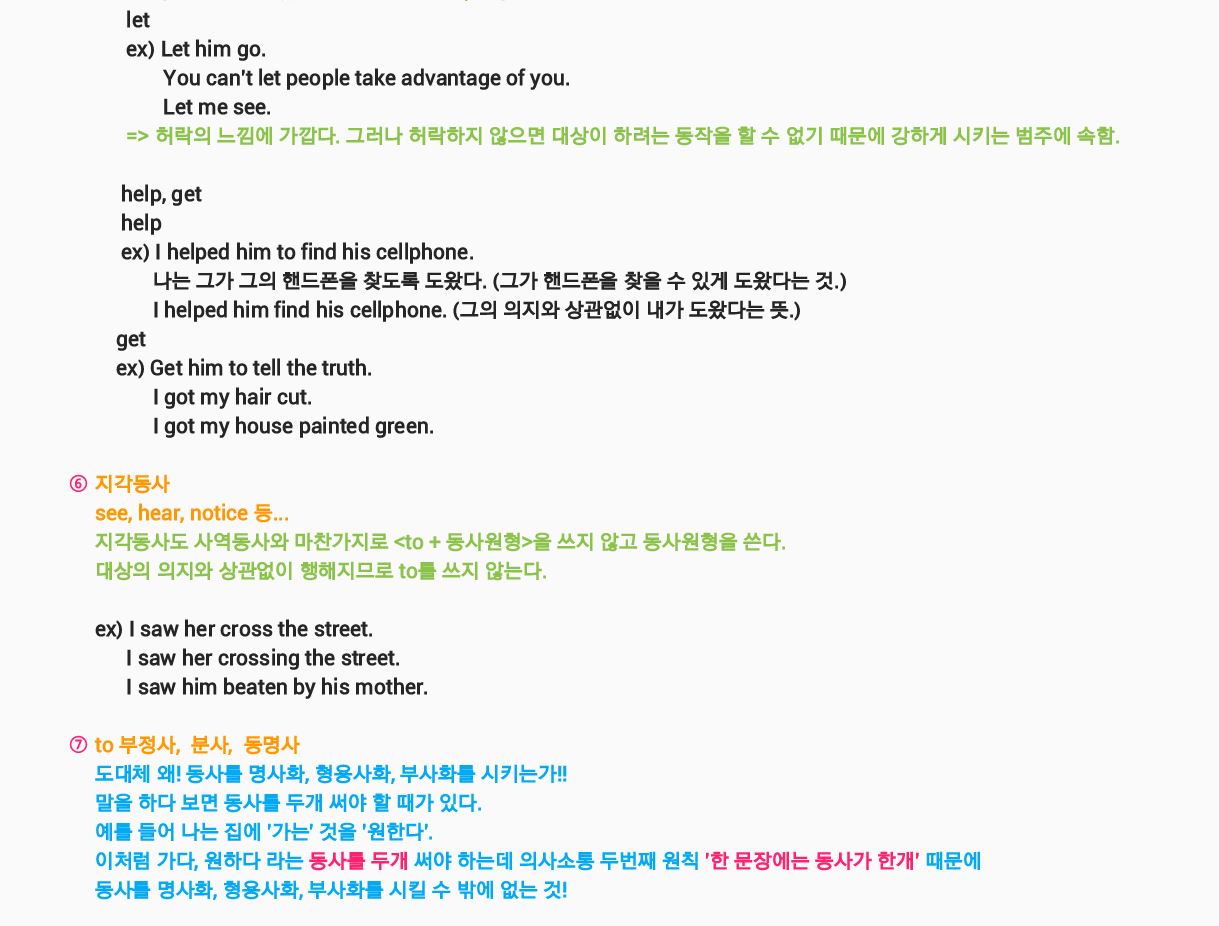 let
ex) Let him go.
You can't let people take advantage of you.
Let me see.
=> 허락의 느낌에 가깝다. 그러나 허락하지 않으면 대상이 하려는 동작을 할 수 없기 때문에 강하게 시키는 범주에 속함.
help, get
help
ex) I helped him to find his cellphone.
나는 그가 그의 핸드폰을 찾도록 도왔다. (그가 핸드폰을 찾을 수 있게 도왔다는 것.)
I helped him find his cellphone. (그의 의지와 상관없이 내가 도왔다는 뜻.)
get
ex) Get him to tell the truth.
I got my hair cut.
I got my house painted green.
⑥ 지각동사
see, hear, notice 등...
지각동사도 사역동사와 마찬가지로 <to + 동사원형>을 쓰지 않고 동사원형을 쓴다.
대상의 의지와 상관없이 행해지므로 to를 쓰지 않는다.
ex) I saw her cross the street.
I saw her crossing the street.
I saw him beaten by his mother.
⑦ to 부정사, 분사, 동명사
도대체 왜! 동사를 명사화, 형용사화, 부사화를 시키는가!!
말을 하다 보면 동사를 두개 써야 할 때가 있다.
예를 들어 나는 집에 '가는' 것을 '원한다'.
이처럼 가다, 원하다 라는 동사를 두개 써야 하는데 의사소통 두번째 원칙 '한 문장에는 동사가 한개' 때문에
동사를 명사화, 형용사화, 부사화를 시킬 수 밖에 없는 것!